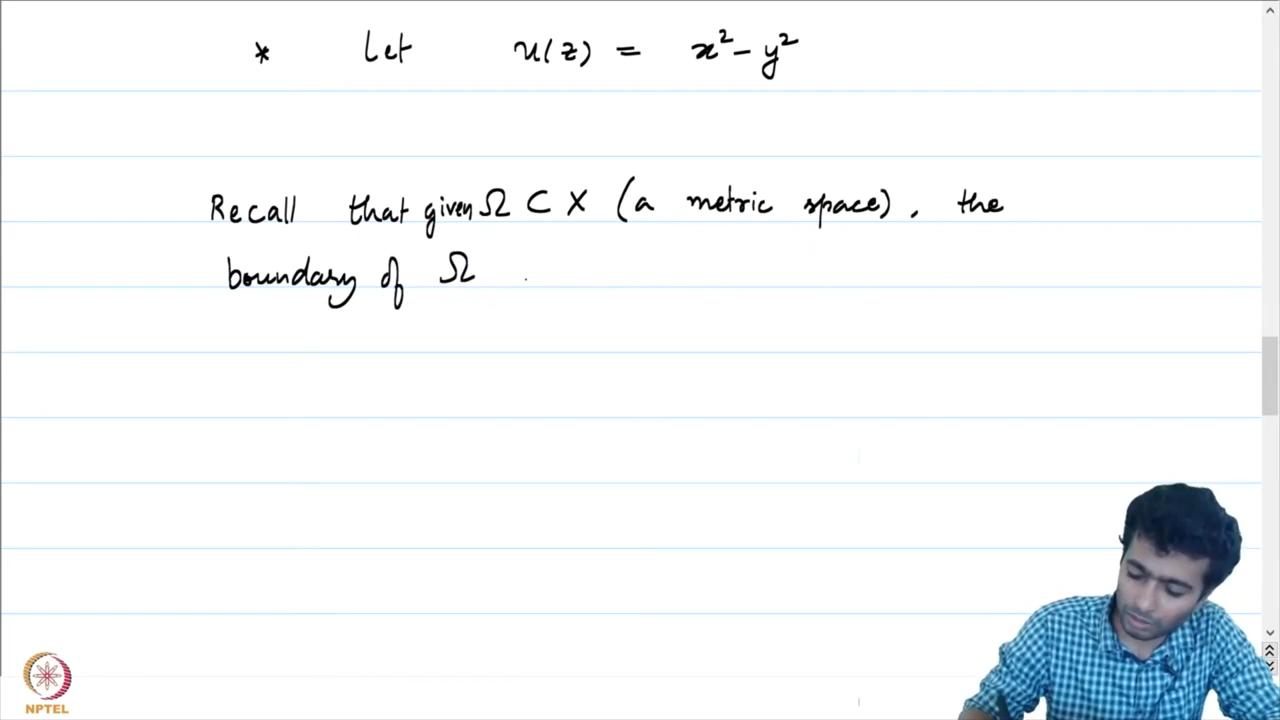 * Let u(z) = x² - y²
Recall that given Ω ⊂ X (a metric space), the
boundary of Ω
NPTEL